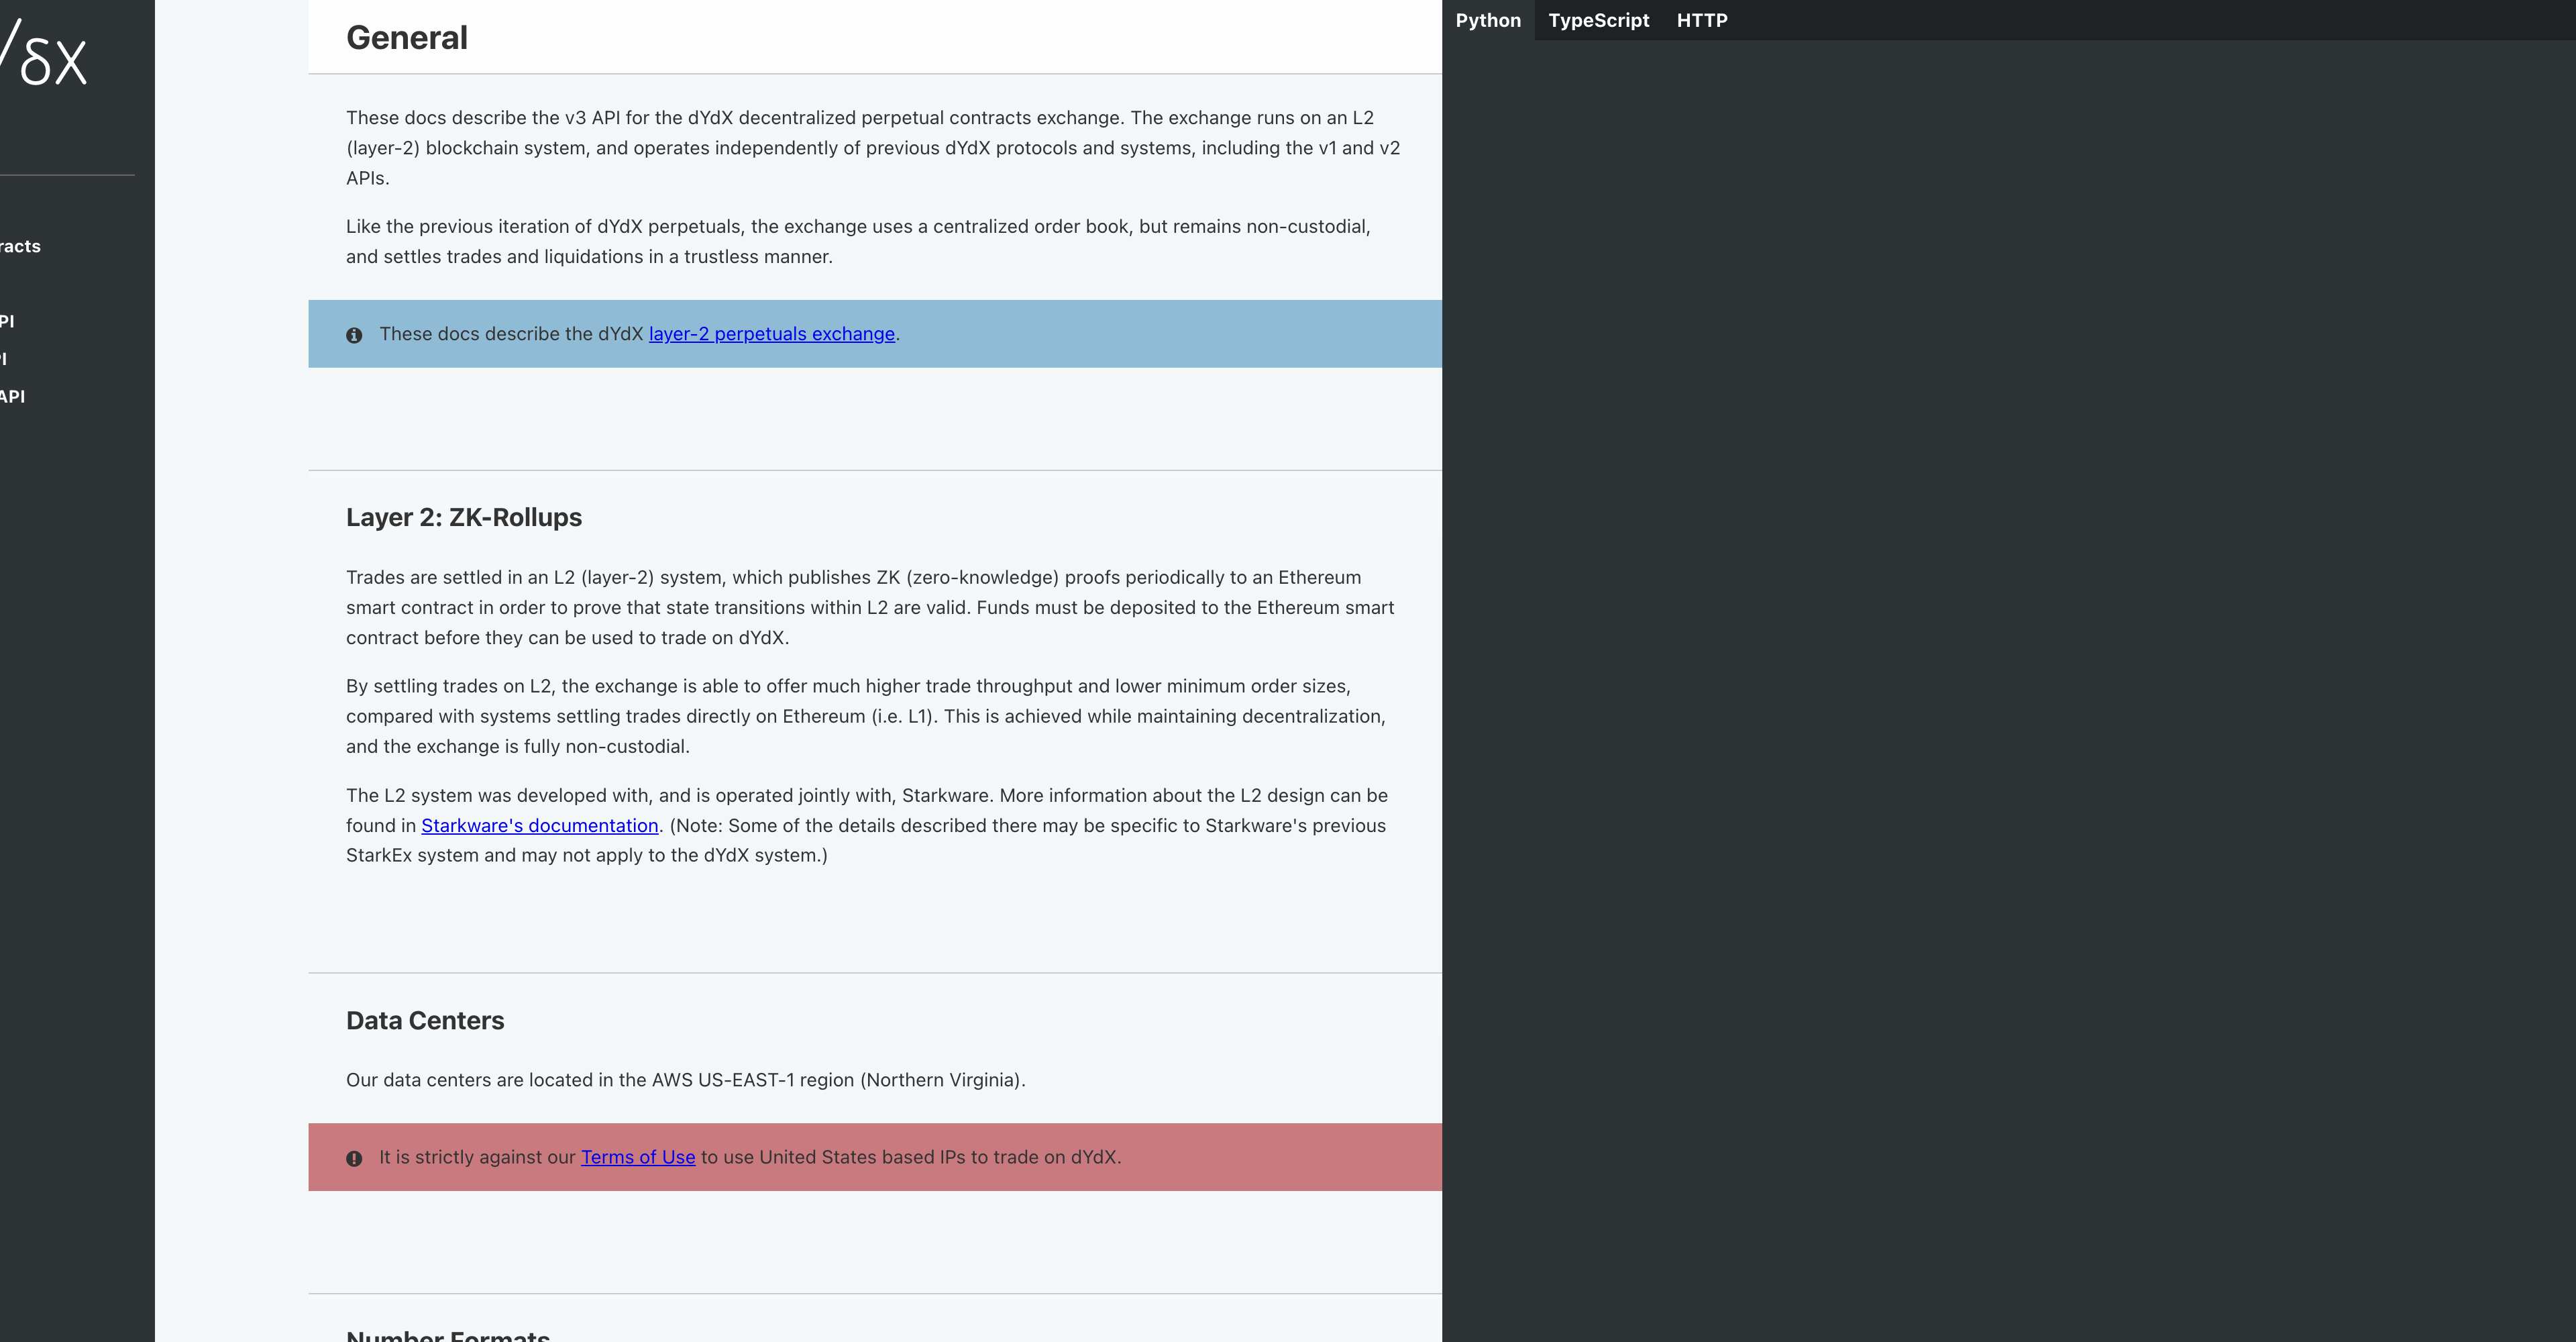 /δX
racts
PI
PI
API
General
These docs describe the v3 API for the dYdX decentralized perpetual contracts exchange. The exchange runs on an L2
(layer-2) blockchain system, and operates independently of previous dYdX protocols and systems, including the v1 and v2
APIs.
Like the previous iteration of dYdX perpetuals, the exchange uses a centralized order book, but remains non-custodial,
and settles trades and liquidations in a trustless manner.
These docs describe the dYdX layer-2 perpetuals exchange.
Layer 2: ZK-Rollups
Trades are settled in an L2 (layer-2) system, which publishes ZK (zero-knowledge) proofs periodically to an Ethereum
smart contract in order to prove that state transitions within L2 are valid. Funds must be deposited to the Ethereum smart
contract before they can be used to trade on dYdX.
By settling trades on L2, the exchange is able to offer much higher trade throughput and lower minimum order sizes,
compared with systems settling trades directly on Ethereum (i.e. L1). This is achieved while maintaining decentralization,
and the exchange is fully non-custodial.
The L2 system was developed with, and is operated jointly with, Starkware. More information about the L2 design can be
found in Starkware's documentation. (Note: Some of the details described there may be specific to Starkware's previous
StarkEx system and may not apply to the dYdX system.)
Data Centers
Our data centers are located in the AWS US-EAST-1 region (Northern Virginia).
It is strictly against our Terms of Use to use United States based IPs to trade on dYdX.
Number Formats
Python TypeScript HTTP